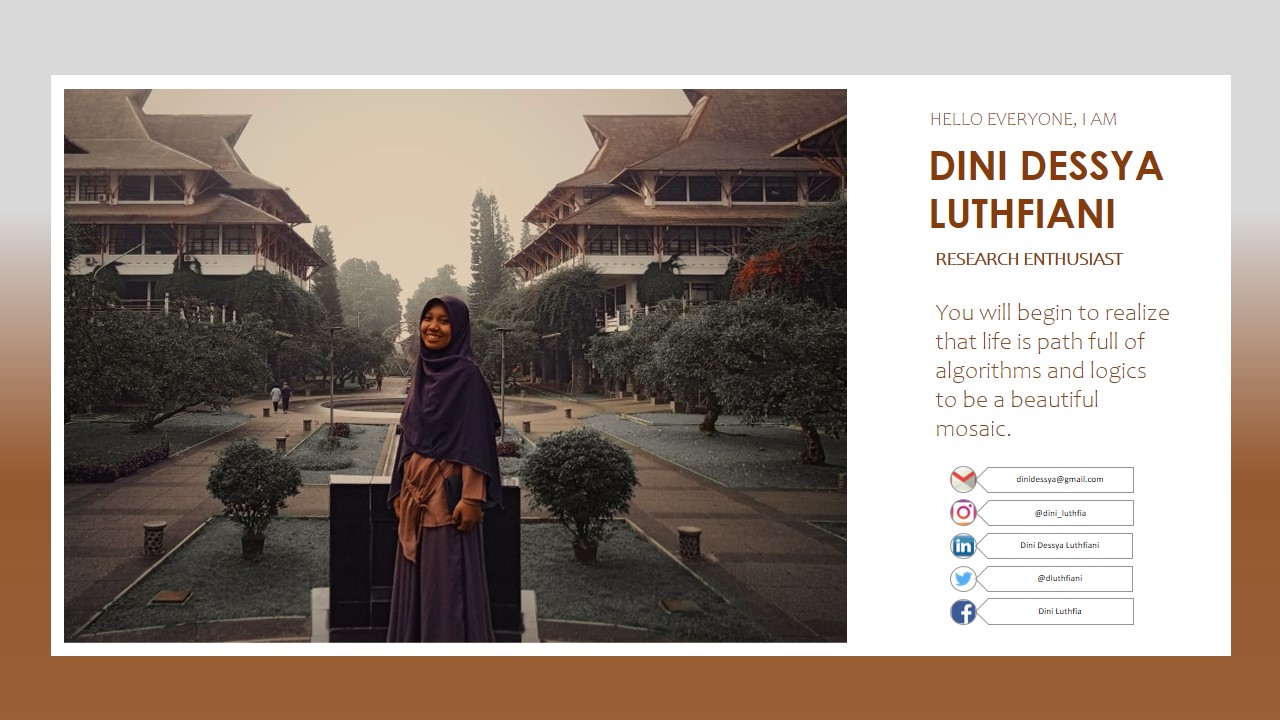 HELLO EVERYONE, I AM
DINI DESSYA
LUTHFIANI
RESEARCH ENTHUSIAST
You will begin to realize
that life is path full of
algorithms and logics
to be a beautiful
mosaic.
dinidessya@gmail.com
@dini_luthfia
in
Dini Dessya Luthfiani
@dluthfiani
f
Dini Luthfia